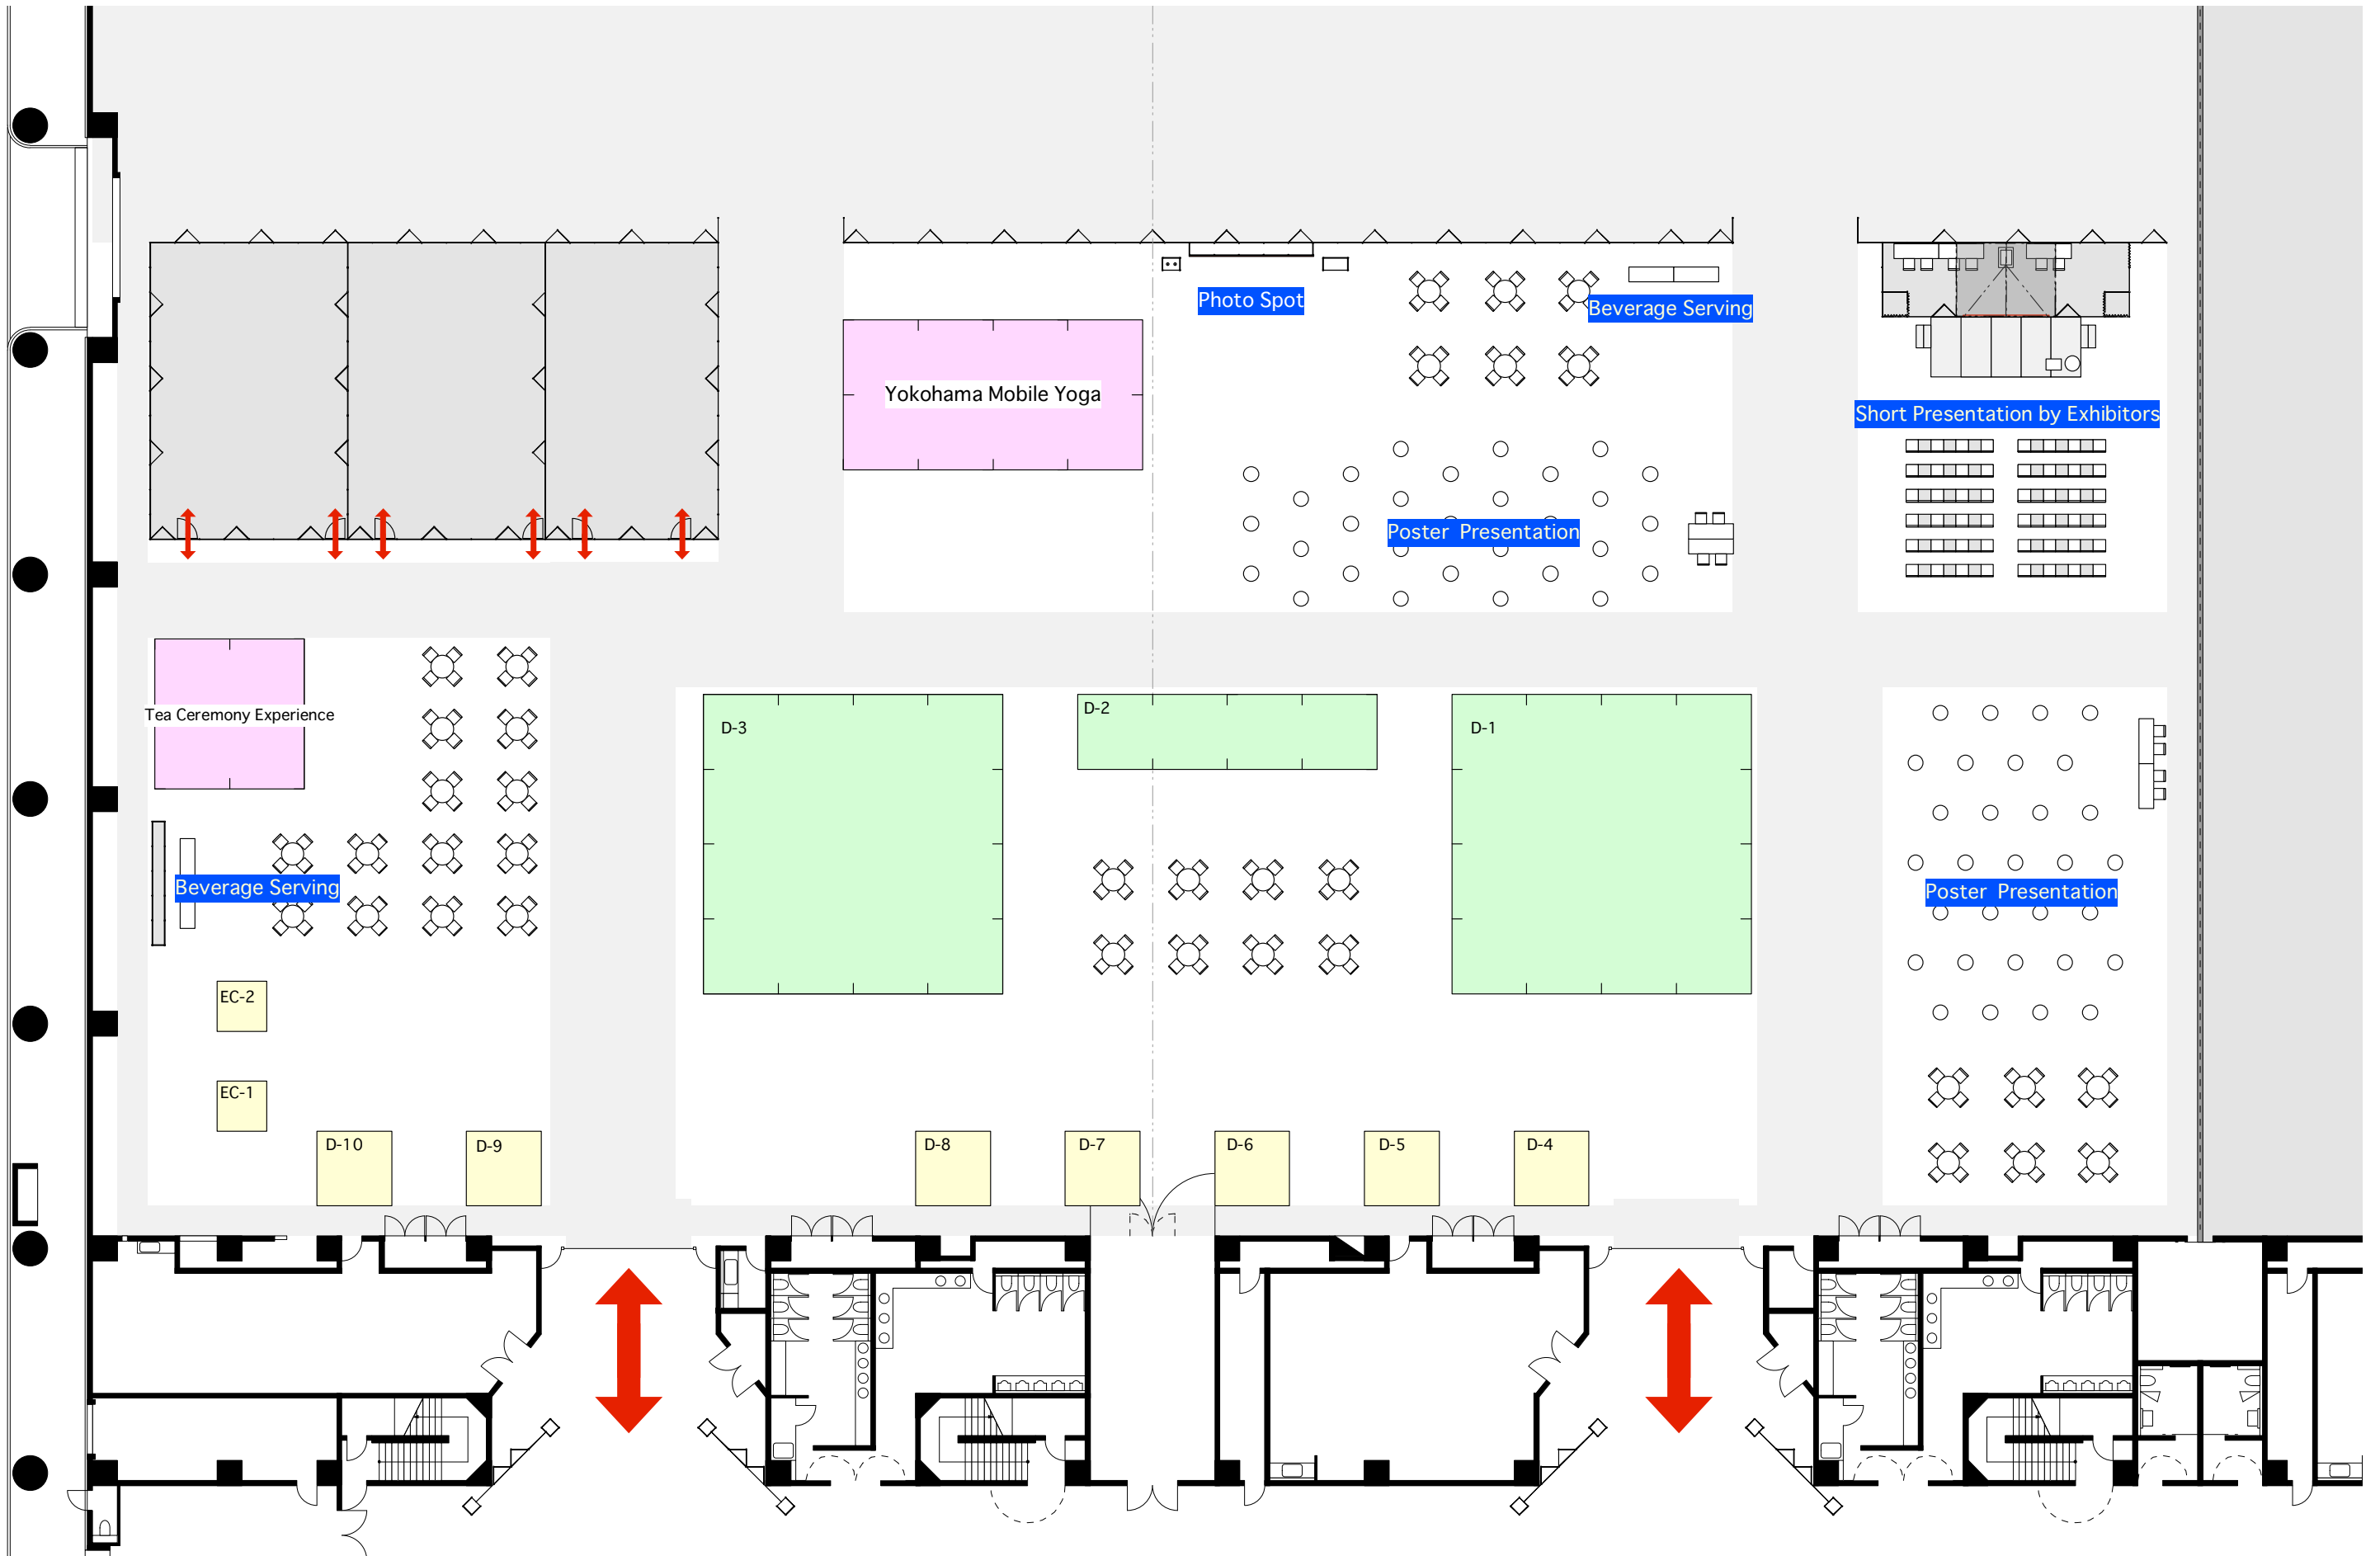 Photo Spot
Beverage Serving
Yokohama Mobile Yoga
Short Presentation by Exhibitors
Poster Presentation
Tea Ceremony Experience
D-3
D-2
D-1
Beverage Serving
Poster Presentation
EC-2
EC-1
D-10
D-9
D-8
D-7
D-6
D-5
D-4